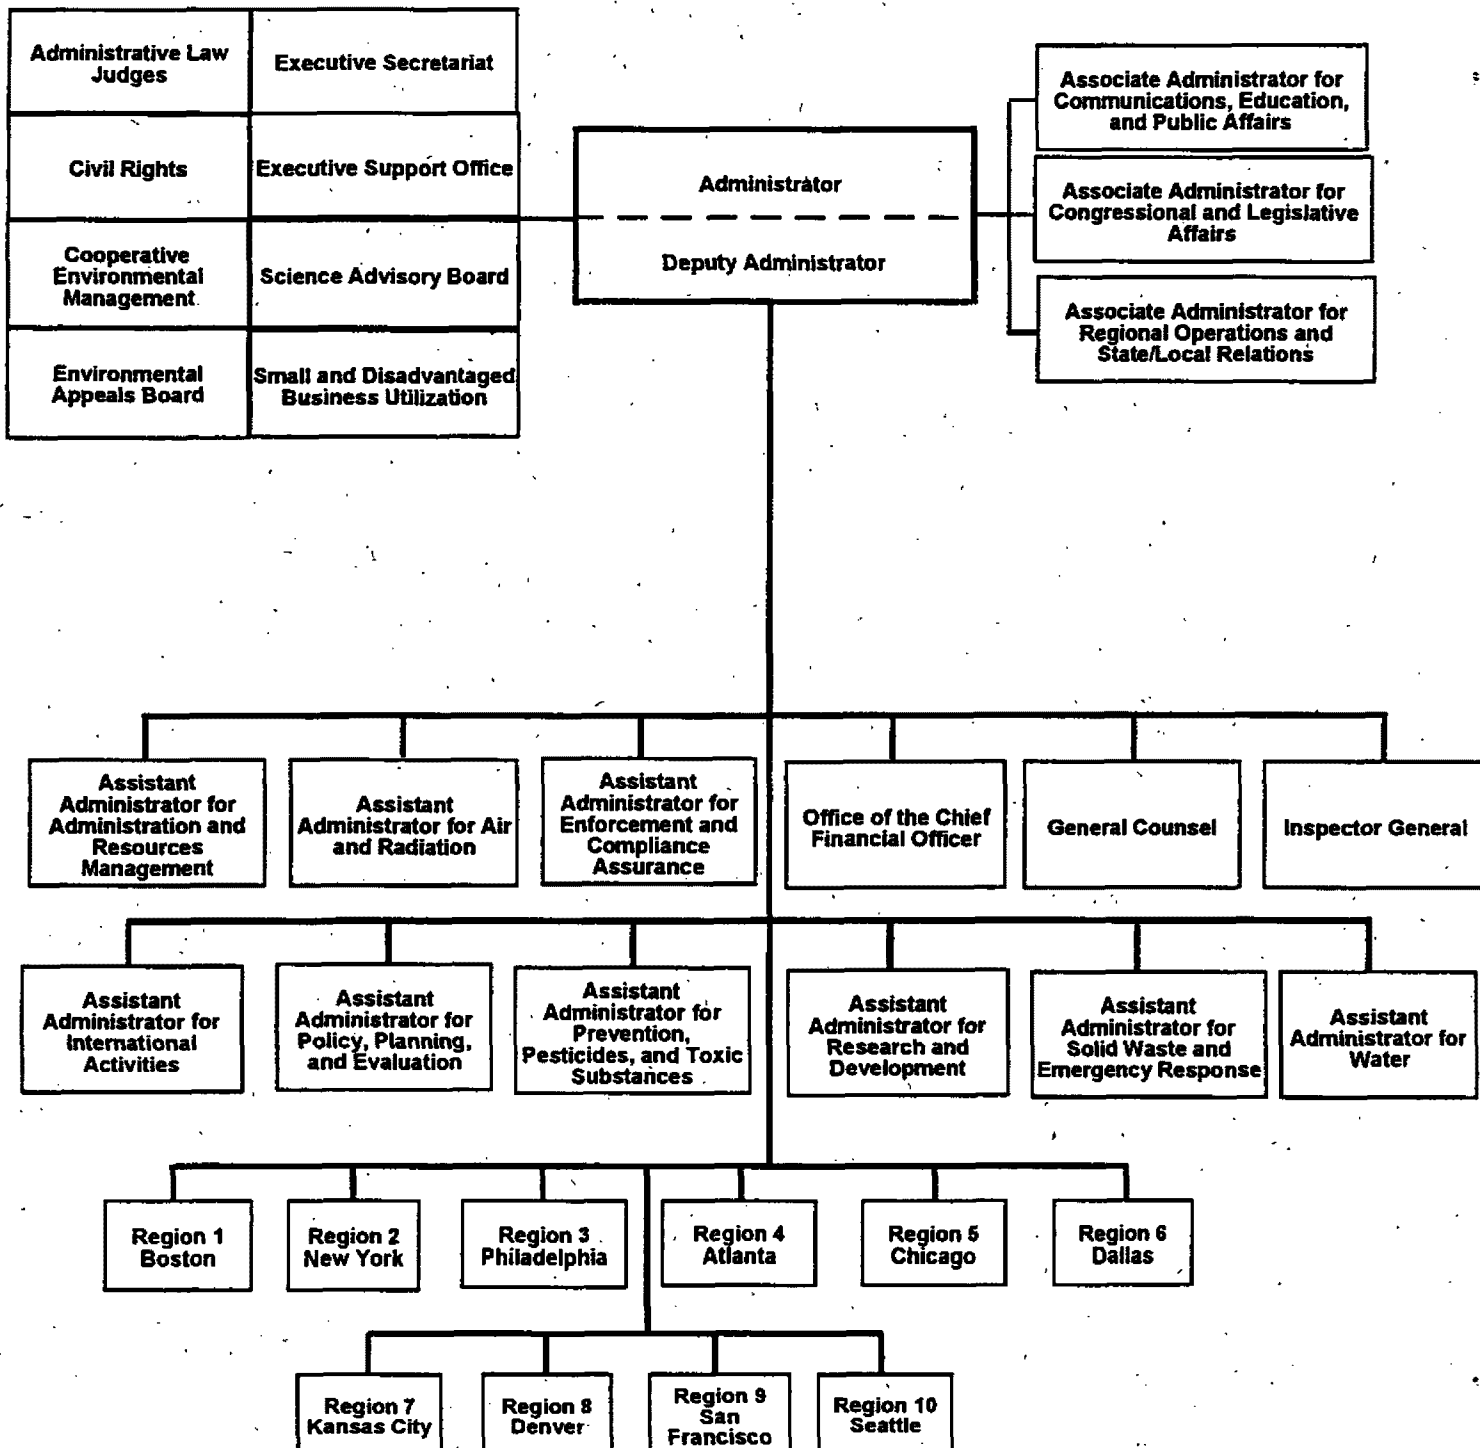 Administrative Law
Judges
Executive Secretariat
Civil Rights
Executive Support Office
Cooperative
Environmental
Management
Science Advisory Board
Environmental
Appeals Board
Small and Disadvantaged
Business Utilization
Administrator
Deputy Administrator
Associate Administrator for
Communications, Education,
and Public Affairs
Associate Administrator for
Congressional and Legislative
Affairs
Associate Administrator for
Regional Operations and
State/Local Relations
Assistant
Administrator for
Administration and
Resources
Management
Assistant
Administrator for Air
and Radiation
Assistant
Administrator for
Enforcement and
Compliance
Assurance
Office of the Chief
Financial Officer
General Counsel
Inspector General
Assistant
Administrator for
International
Activities
Assistant
Administrator for
Policy, Planning,
and Evaluation
Assistant
Administrator for
Prevention,
Pesticides, and Toxic
Substances
Assistant
Administrator for
Research and
Development
Assistant
Administrator for
Solid Waste and
Emergency Response
Assistant
Administrator for
Water
Region 1
Boston
Region 2
New York
Region 3
Philadelphia
Region 4
Atlanta
Region 5
Chicago
Region 6
Dallas
Region 7
Kansas City
Region 8
Denver
Region 9
San
Francisco
Region 10
Seattle